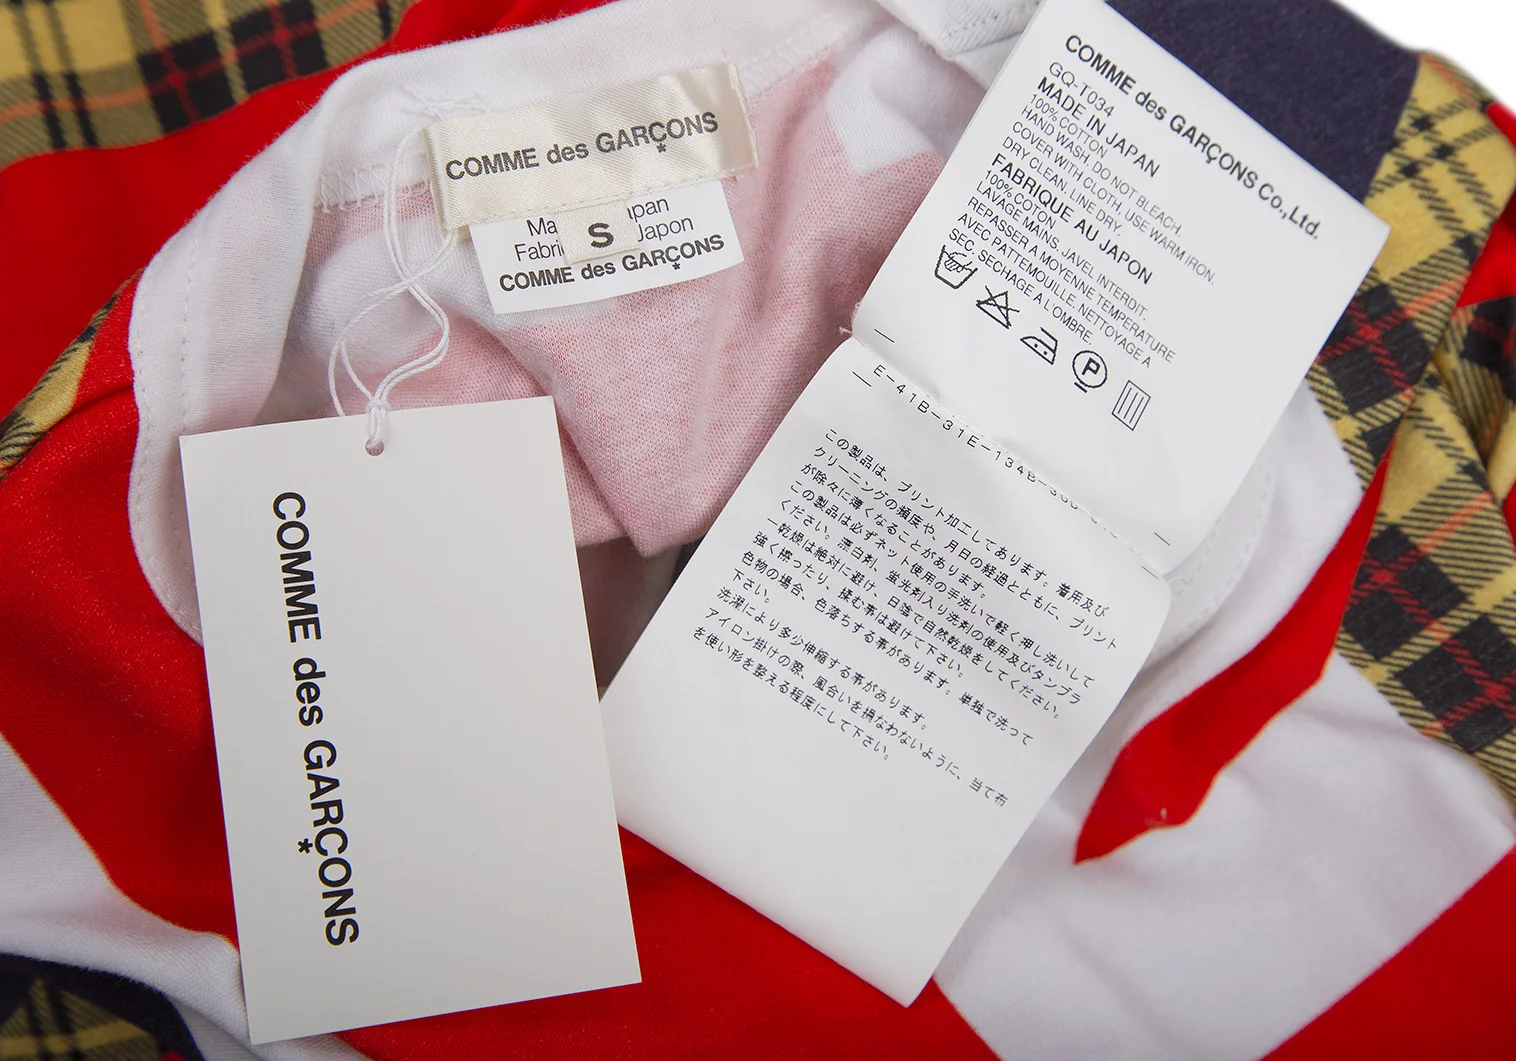 COMME des GARÇONS
S
Japon
COMME des GARÇONS
COMME des GARÇONS
COMME des GARÇONS Co.,Ltd.
GQ-T034
MADE IN JAPAN
100% COTTON
HAND WASH. DO NOT BLEACH.
COVER WITH CLOTH, USE WARM IRON.
DRY CLEAN. LINE DRY.
FABRIQUE AU JAPON
100% COTON
LAVAGE MAINS. JAVEL INTERDIT.
REPASSER A MOYENNE TEMPERATURE
AVEC PATTEMOUILLE. NETTOYAGE A
SEC. SECHAGE A L'OMBRE.
P
E-41B-31E-134B-
この製品は、プリント加工してあります。着用及び
クリーニングの頻度や、月日の経過とともに、プリント
が除々に薄くなることがあります。
この製品は必ずネット使用の手洗いで軽く押し洗いして
ください。漂白剤、蛍光剤入り洗剤の使用及びタンブラ
ー乾燥は絶対に避け、日陰で自然乾燥をしてください。
強く擦ったり、揉む事は避けて下さい。
色物の場合、色落ちする事があります。単独で洗って
下さい。
洗濯により多少伸縮する事があります。
アイロン掛けの際、風合いを損なわないように、当て布
を使い形を整える程度にして下さい。